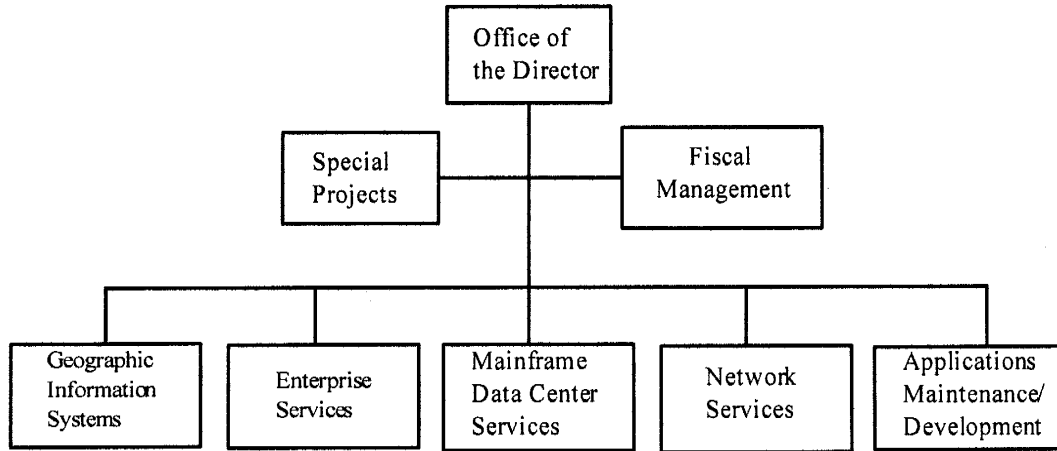 Office of
the Director
Special
Projects
Fiscal
Management
Geographic
Information
Systems
Enterprise
Services
Mainframe
Data Center
Services
Network
Services
Applications
Maintenance/
Development